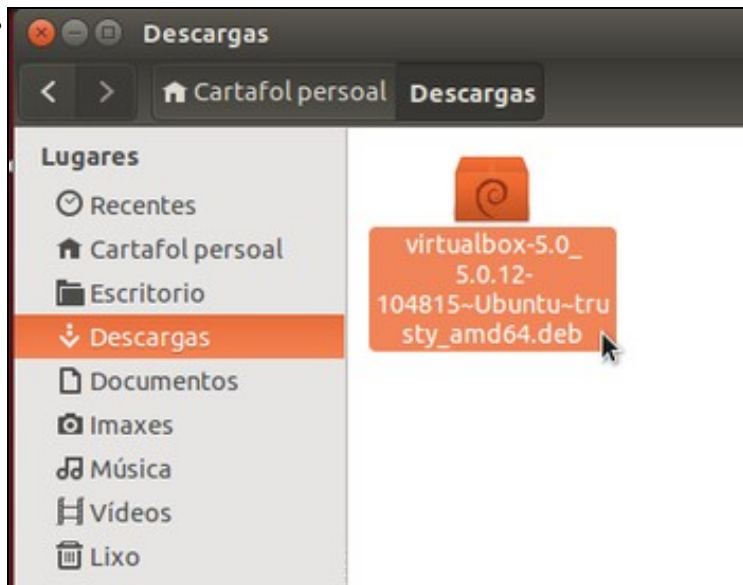 Descargas
Cartafol persoal Descargas
Lugares
Recentes
Cartafol persoal
Escritorio
Descargas
Documentos
Imaxes
Música
Vídeos
Lixo
virtualbox-5.0_
5.0.12-
104815~Ubuntu~tru
sty_amd64.deb